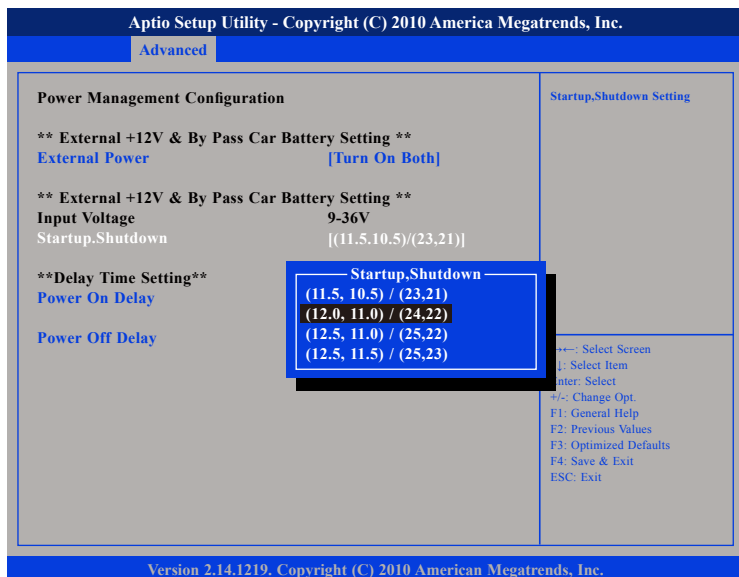 Aptio Setup Utility - Copyright (C) 2010 America Megatrends, Inc.
Advanced
Power Management Configuration
** External +12V & By Pass Car Battery Setting **
External Power [Turn On Both]
** External +12V & By Pass Car Battery Setting **
Input Voltage 9-36V
Startup.Shutdown [(11.5.10.5)/(23,21)]
**Delay Time Setting**
Power On Delay
Power Off Delay
Startup,Shutdown
(11.5, 10.5) / (23,21)
(12.0, 11.0) / (24,22)
(12.5, 11.0) / (25,22)
(12.5, 11.5) / (25,23)
Startup,Shutdown Setting
→←: Select Screen
↓: Select Item
Enter: Select
+/-: Change Opt.
F1: General Help
F2: Previous Values
F3: Optimized Defaults
F4: Save & Exit
ESC: Exit
Version 2.14.1219. Copyright (C) 2010 American Megatrends, Inc.